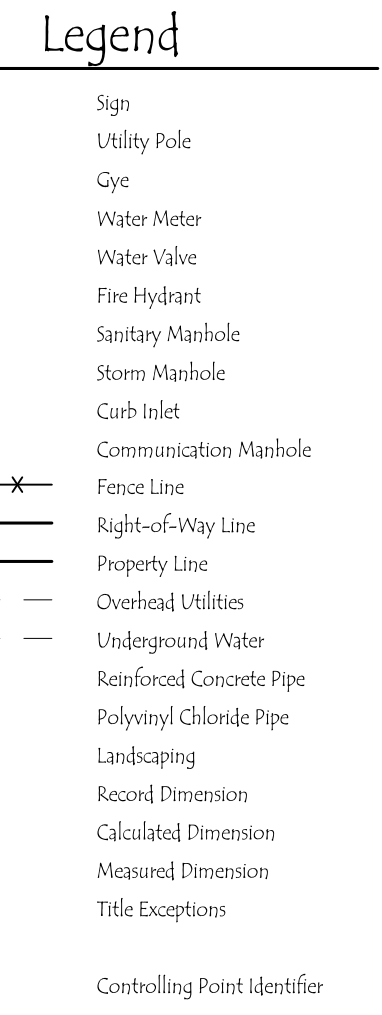 Legend
Sign
Utility Pole
Gye
Water Meter
Water Valve
Fire Hydrant
Sanitary Manhole
Storm Manhole
Curb Inlet
Communication Manhole
Fence Line
Right-of-Way Line
Property Line
Overhead Utilities
Underground Water
Reinforced Concrete Pipe
Polyvinyl Chloride Pipe
Landscaping
Record Dimension
Calculated Dimension
Measured Dimension
Title Exceptions
Controlling Point Identifier